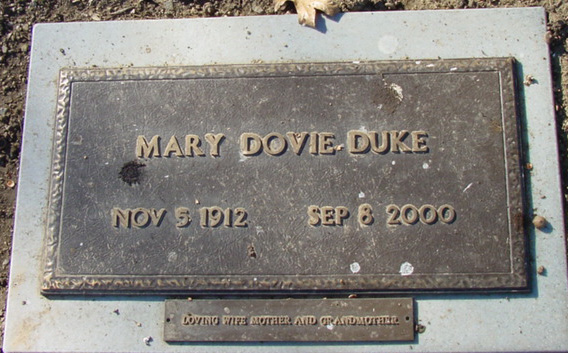 MARY DOVIE DUKE
NOV 5 1912 SEP 8 2000
LOVING WIFE MOTHER AND GRANDMOTHER